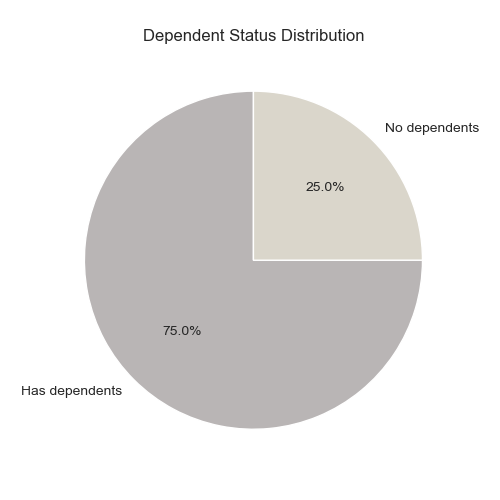 Dependent Status Distribution
No dependents
25.0%
75.0%
Has dependents